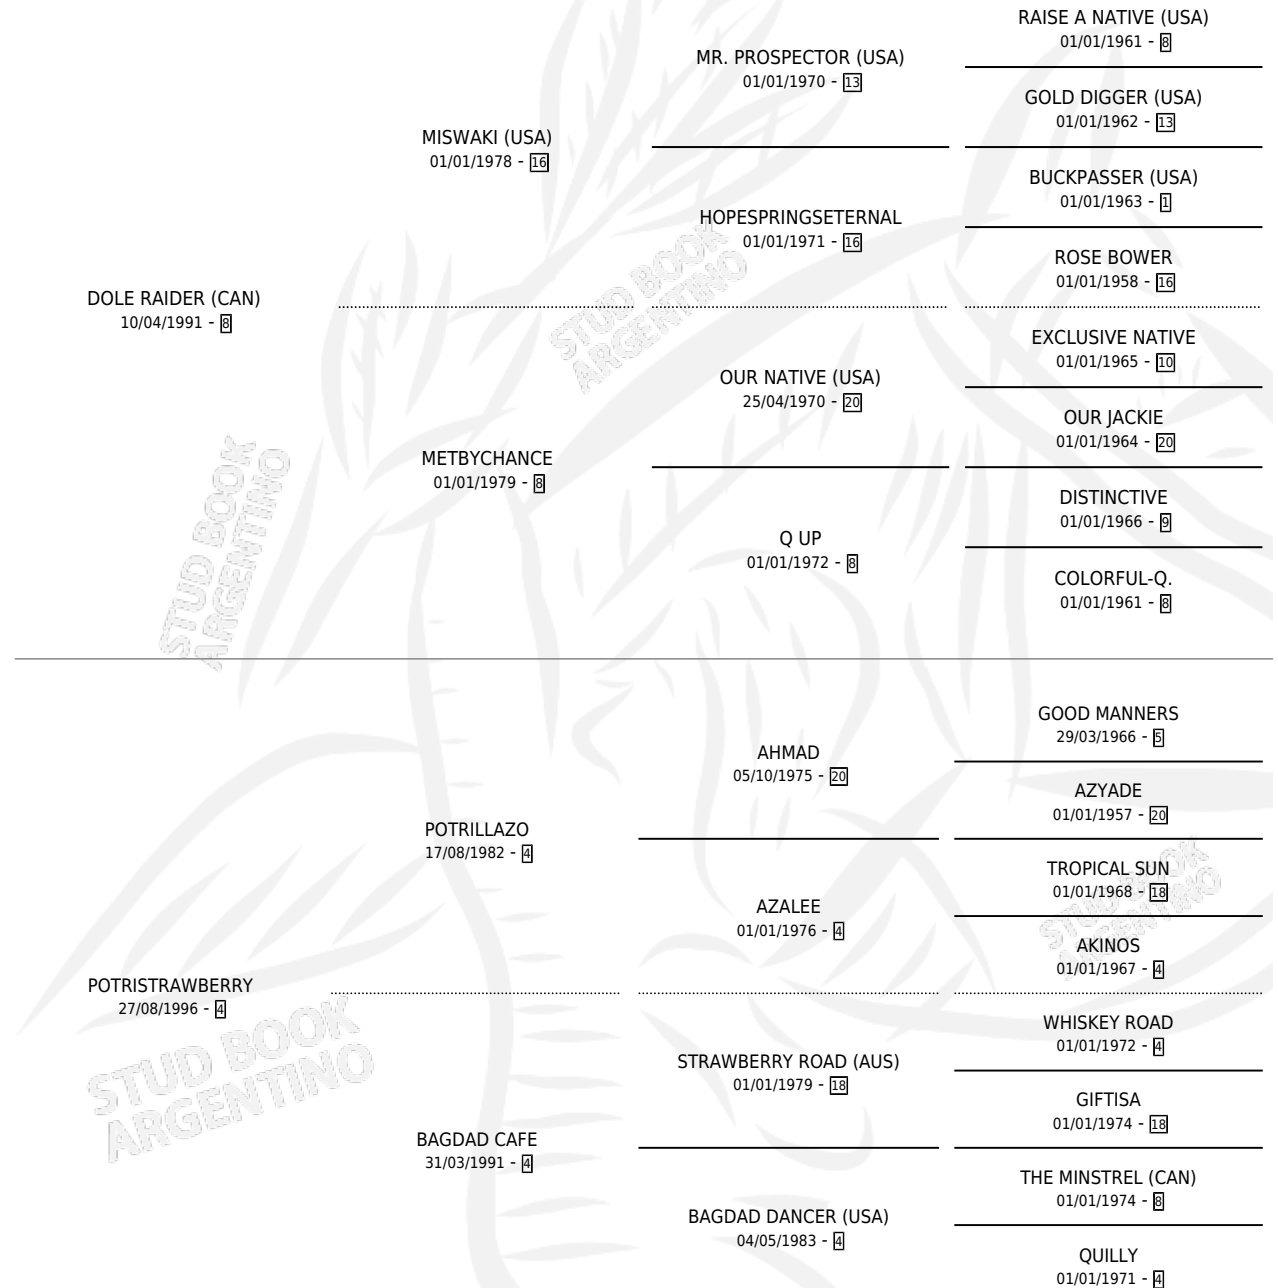 RAISE A NATIVE (USA)
01/01/1961 - 8
MR. PROSPECTOR (USA)
01/01/1970 - 13
GOLD DIGGER (USA)
01/01/1962 - 13
MISWAKI (USA)
01/01/1978 - 16
BUCKPASSER (USA)
01/01/1963 - 1
HOPESPRINGSETERNAL
01/01/1971 - 16
ROSE BOWER
01/01/1958 - 16
DOLE RAIDER (CAN)
10/04/1991 - 8
STUD BOOK
ARGENTINO
EXCLUSIVE NATIVE
01/01/1965 - 10
OUR NATIVE (USA)
25/04/1970 - 20
OUR JACKIE
01/01/1964 - 20
METBYCHANCE
01/01/1979 - 8
DISTINCTIVE
01/01/1966 - 9
Q UP
01/01/1972 - 8
COLORFUL-Q.
01/01/1961 - 8
STUD BOOK
ARGENTINO
GOOD MANNERS
29/03/1966 - 5
AHMAD
05/10/1975 - 20
AZYADE
01/01/1957 - 20
POTRILLAZO
17/08/1982 - 4
TROPICAL SUN
01/01/1968 - 18
AZALEE
01/01/1976 - 4
STUD BOOK
ARGENTINO
AKINOS
01/01/1967 - 4
POTRISTRAWBERRY
27/08/1996 - 4
STUD BOOK
ARGENTINO
WHISKEY ROAD
01/01/1972 - 4
STRAWBERRY ROAD (AUS)
01/01/1979 - 18
GIFTISA
01/01/1974 - 18
BAGDAD CAFE
31/03/1991 - 4
THE MINSTREL (CAN)
01/01/1974 - 8
BAGDAD DANCER (USA)
04/05/1983 - 4
QUILLY
01/01/1971 - 4